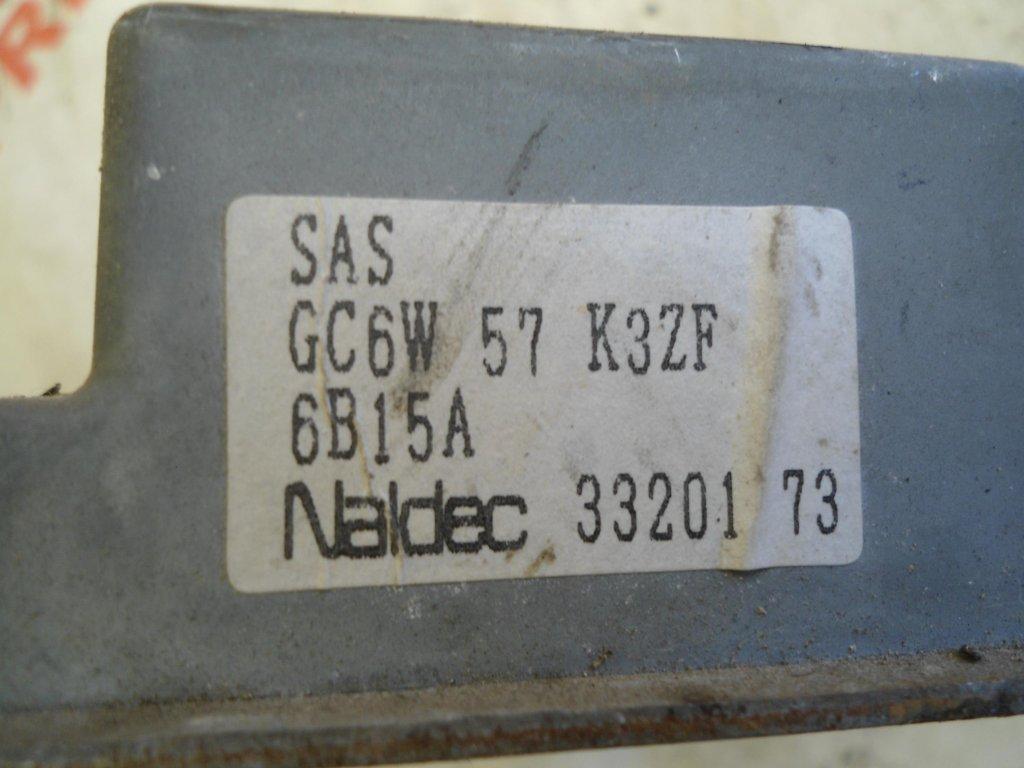 SAS
GC6W 57 K3ZF
6B15A
Naldec 33201 73